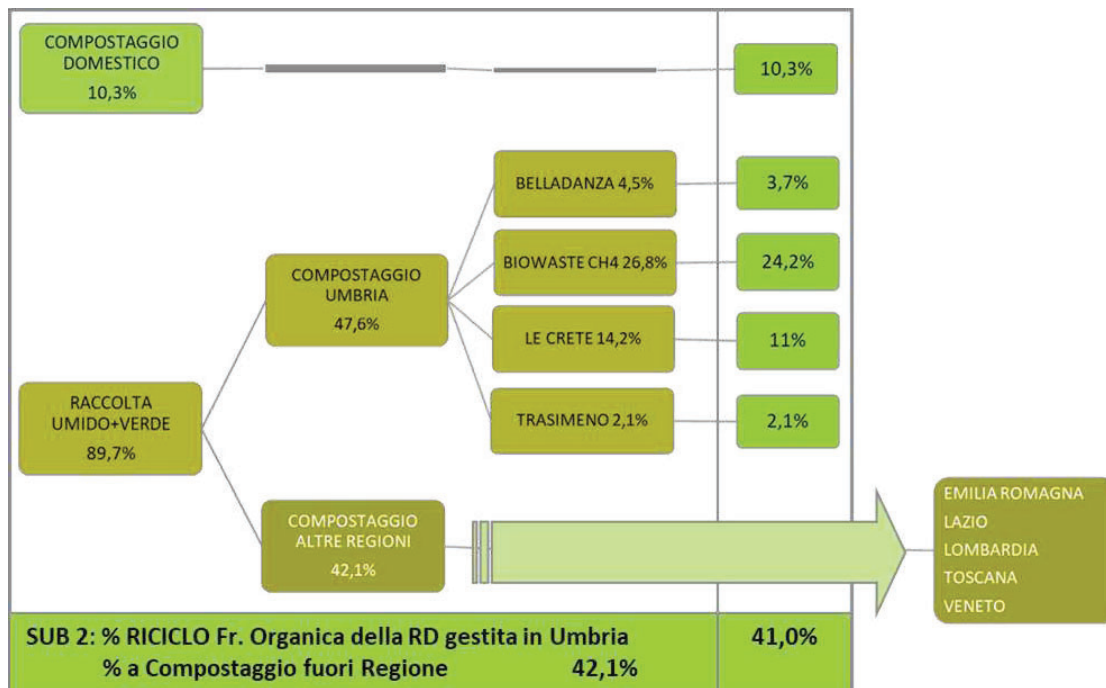 COMPOSTAGGIO
DOMESTICO
10,3%
10,3%
BELLADANZA 4,5%
3,7%
COMPOSTAGGIO
UMBRIA
47,6%
BIOWASTE CH4 26,8%
24,2%
LE CRETE 14,2%
11%
RACCOLTA
UMIDO+VERDE
89,7%
TRASIMENO 2,1%
2,1%
COMPOSTAGGIO
ALTRE REGIONI
42,1%
EMILIA ROMAGNA
LAZIO
LOMBARDIA
TOSCANA
VENETO
SUB 2: % RICICLO Fr. Organica della RD gestita in Umbria
41,0%
% a Compostaggio fuori Regione 42,1%